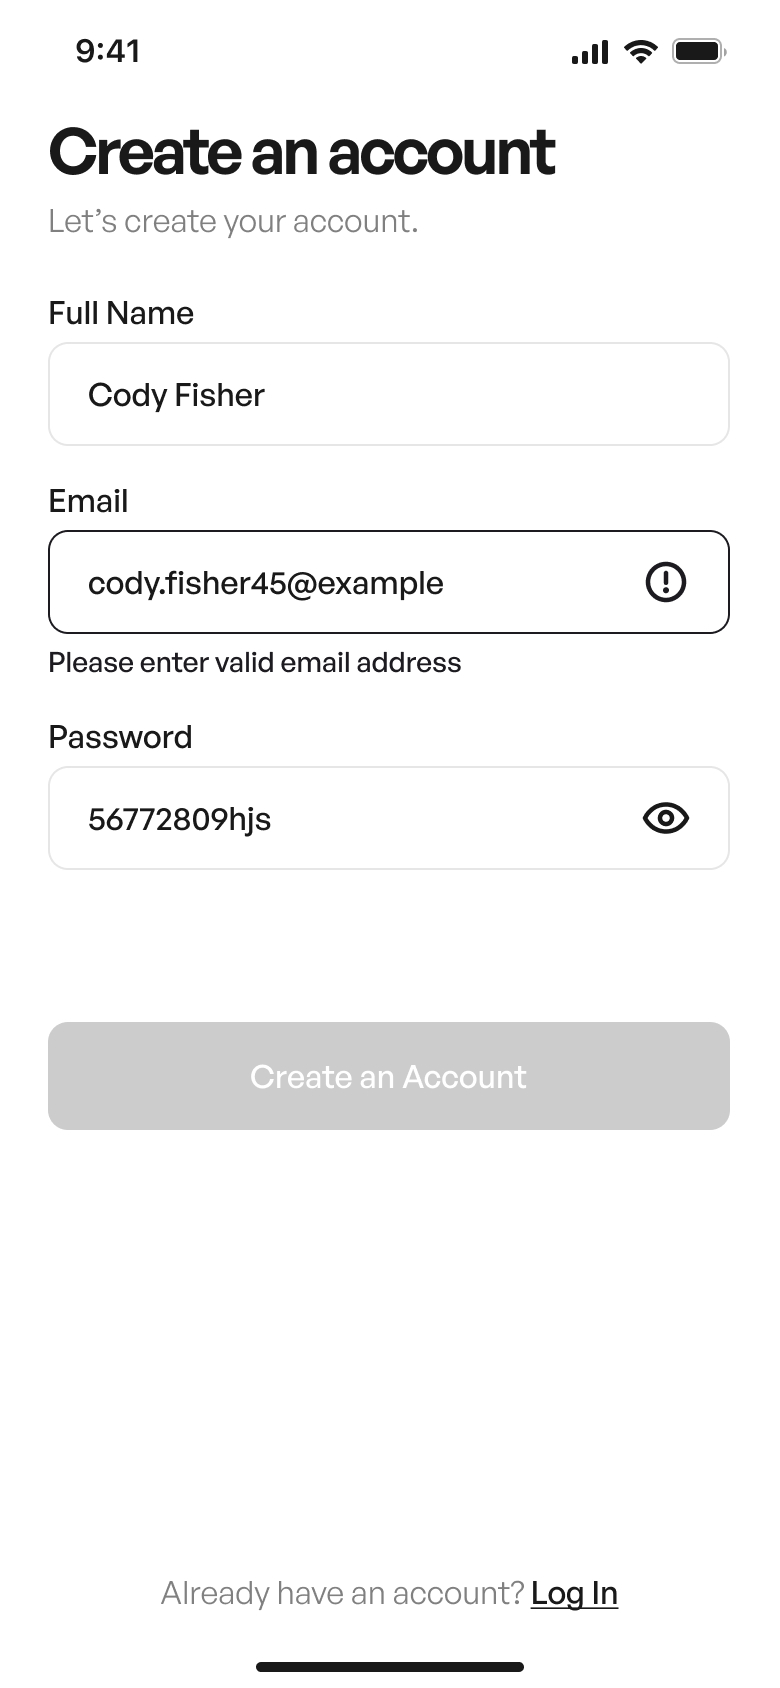 9:41
Create an account
Let’s create your account.
Full Name
Cody Fisher
Email
cody.fisher45@example
Please enter valid email address
Password
56772809hjs
Create an Account
Already have an account? Log In